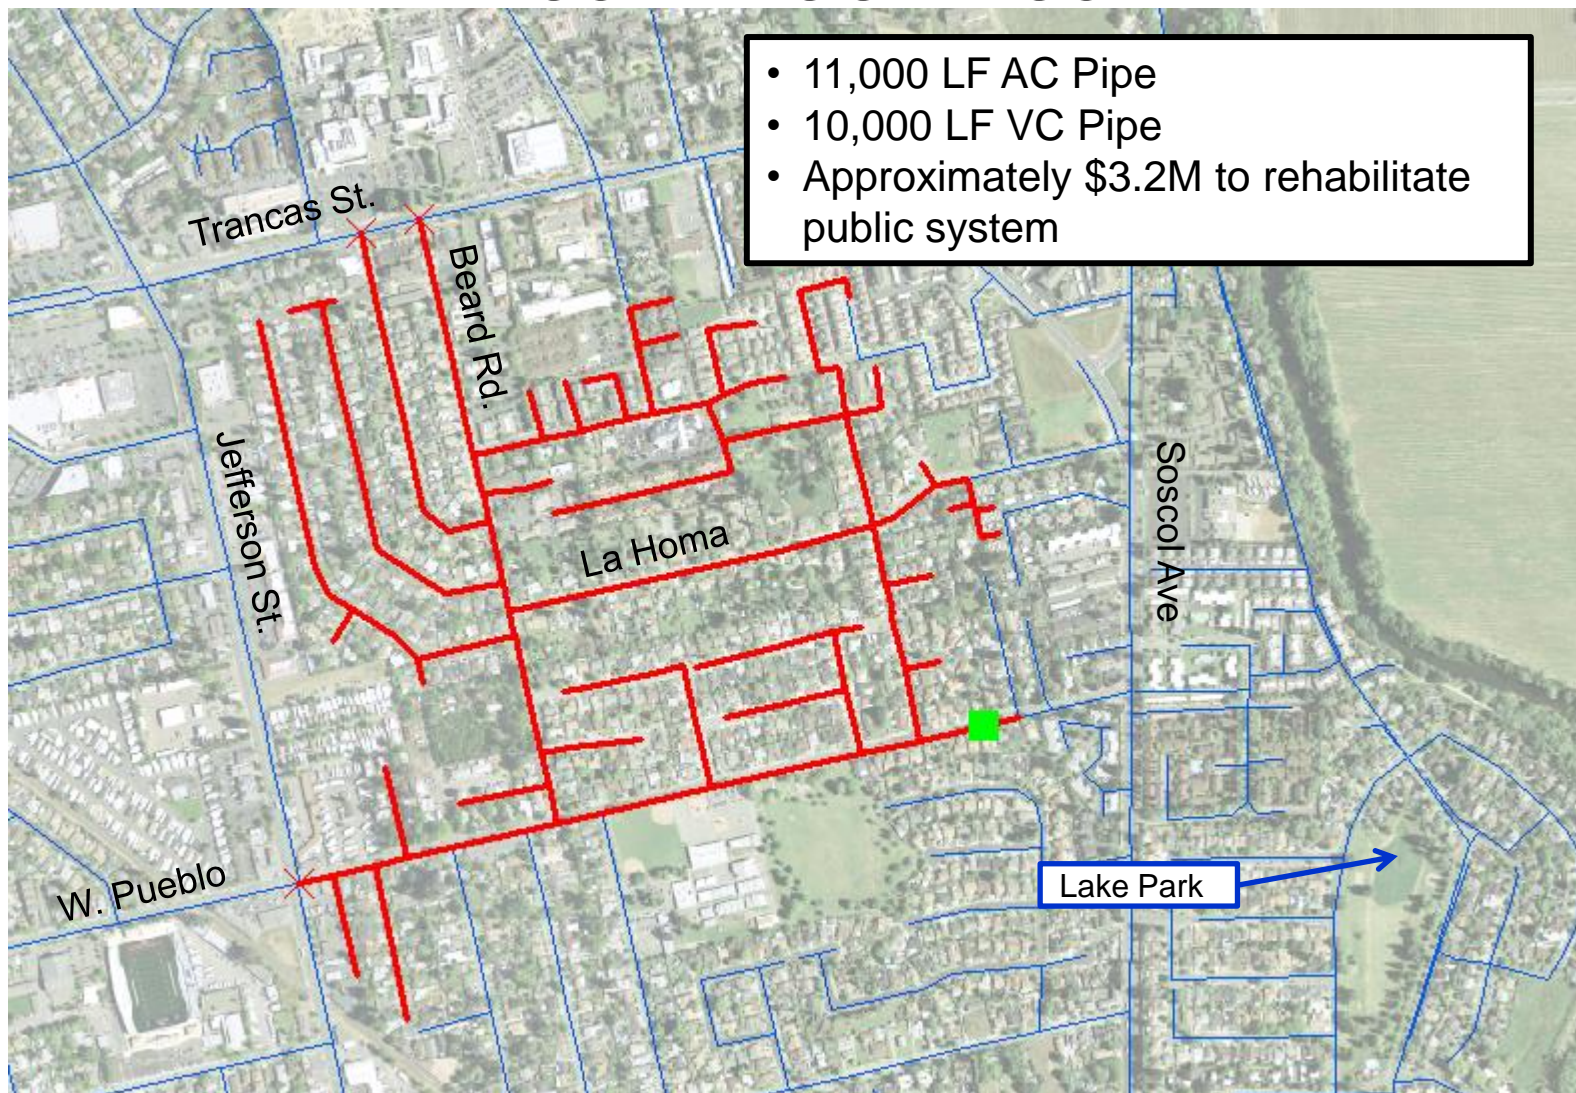 • 11,000 LF AC Pipe
• 10,000 LF VC Pipe
• Approximately $3.2M to rehabilitate
public system
Trancas St.
Beard Rd.
Jefferson St.
La Homa
Soscol Ave
W. Pueblo
Lake Park